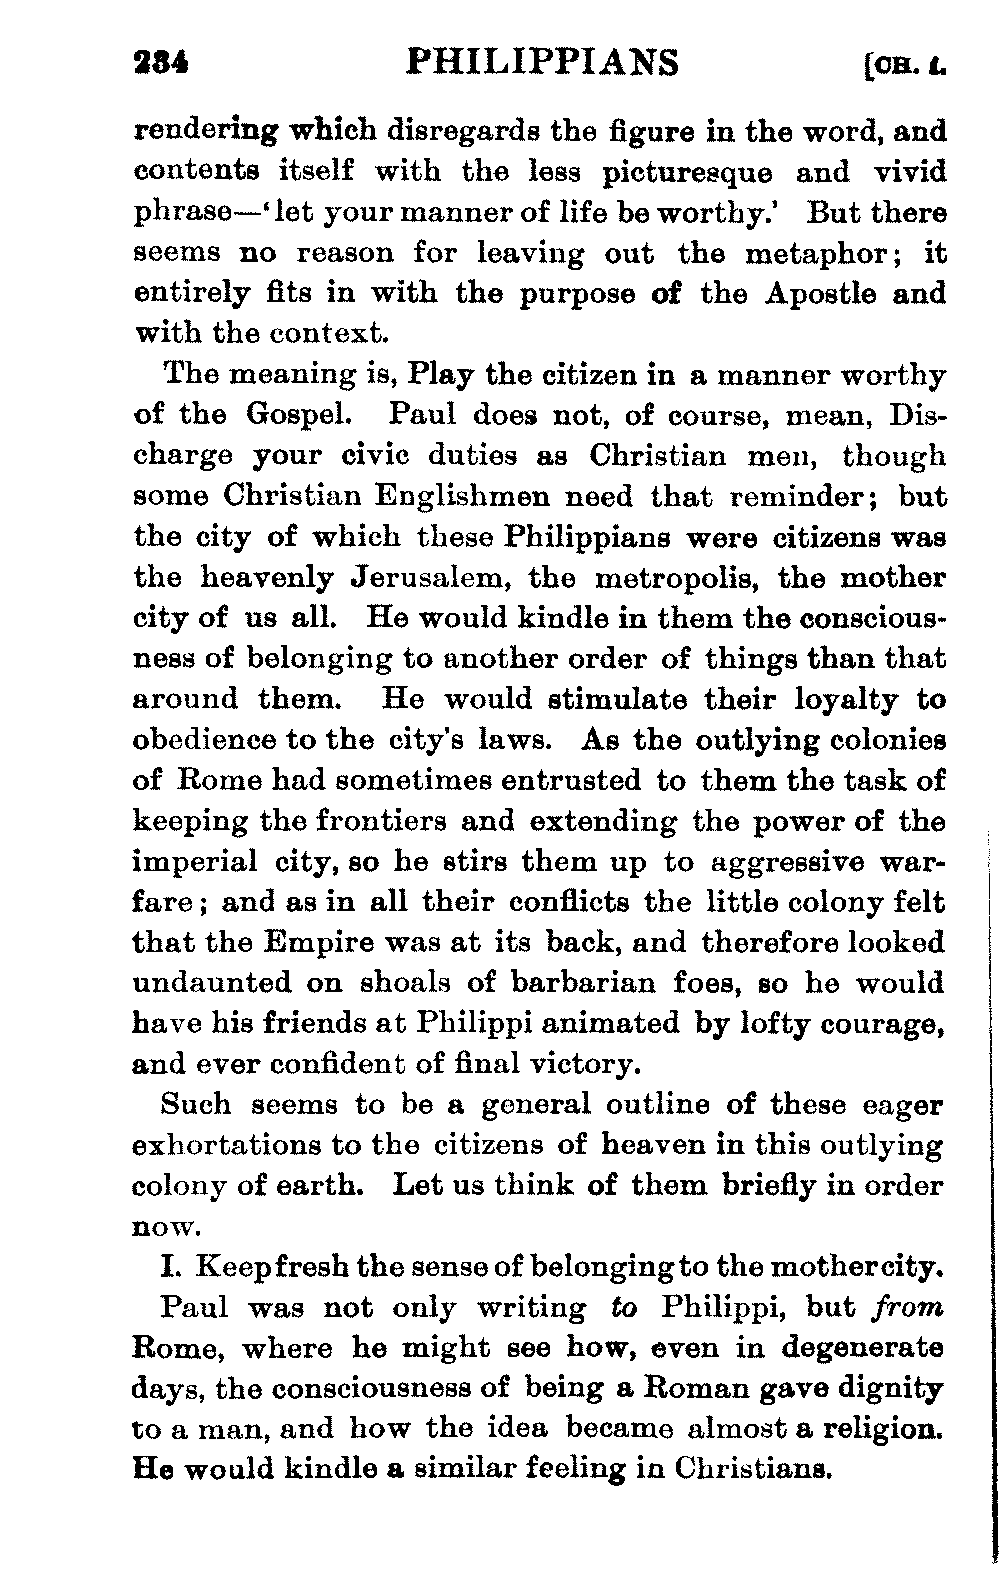 234 PHILIPPIANS [CH. I.
rendering which disregards the figure in the word, and
contents itself with the less picturesque and vivid
phrase—‘let your manner of life be worthy.’ But there
seems no reason for leaving out the metaphor; it
entirely fits in with the purpose of the Apostle and
with the context.
The meaning is, Play the citizen in a manner worthy
of the Gospel. Paul does not, of course, mean, Dis-
charge your civic duties as Christian men, though
some Christian Englishmen need that reminder; but
the city of which these Philippians were citizens was
the heavenly Jerusalem, the metropolis, the mother
city of us all. He would kindle in them the conscious-
ness of belonging to another order of things than that
around them. He would stimulate their loyalty to
obedience to the city's laws. As the outlying colonies
of Rome had sometimes entrusted to them the task of
keeping the frontiers and extending the power of the
imperial city, so he stirs them up to aggressive war-
fare; and as in all their conflicts the little colony felt
that the Empire was at its back, and therefore looked
undaunted on shoals of barbarian foes, so he would
have his friends at Philippi animated by lofty courage,
and ever confident of final victory.
Such seems to be a general outline of these eager
exhortations to the citizens of heaven in this outlying
colony of earth. Let us think of them briefly in order
now.
I. Keep fresh the sense of belonging to the mother city.
Paul was not only writing to Philippi, but from
Rome, where he might see how, even in degenerate
days, the consciousness of being a Roman gave dignity
to a man, and how the idea became almost a religion.
He would kindle a similar feeling in Christians.